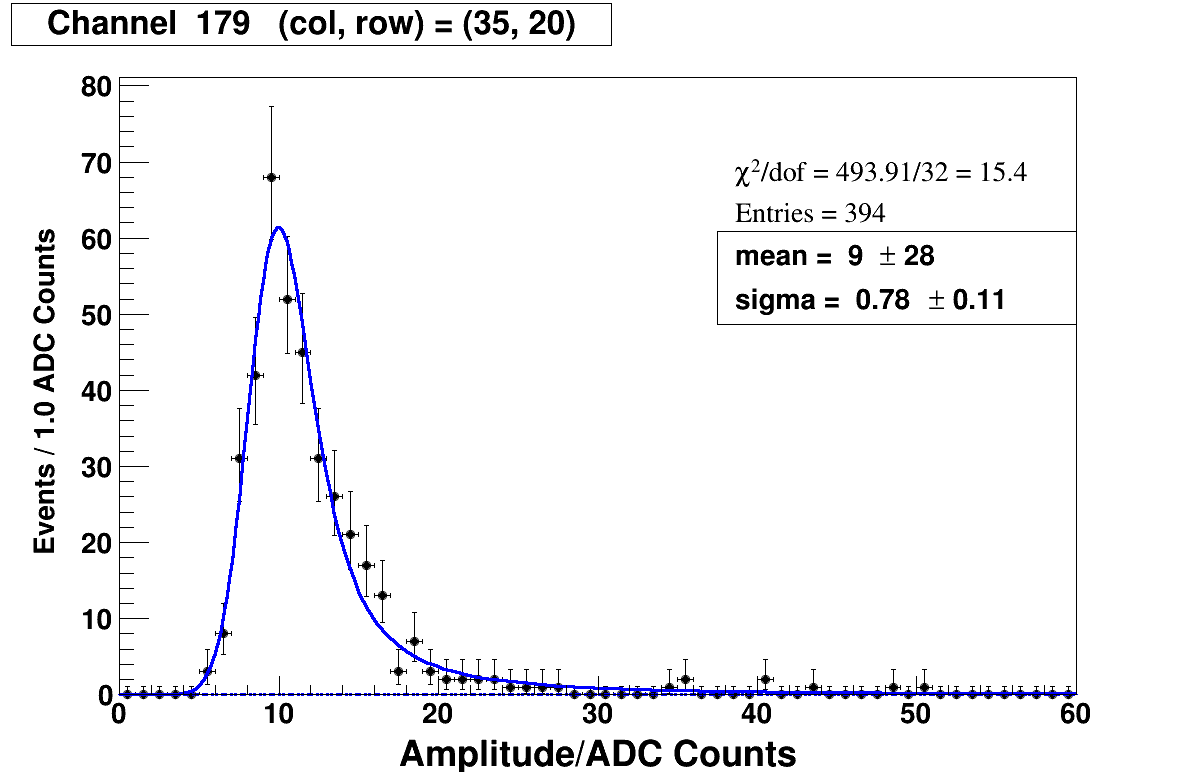 Channel 179 (col, row) = (35, 20)
80
70
60
50
40
30
20
10
0
Events / 1.0 ADC Counts
χ²/dof = 493.91/32 = 15.4
Entries = 394
mean = 9 ± 28
sigma = 0.78 ± 0.11
0 10 20 30 40 50 60
Amplitude/ADC Counts